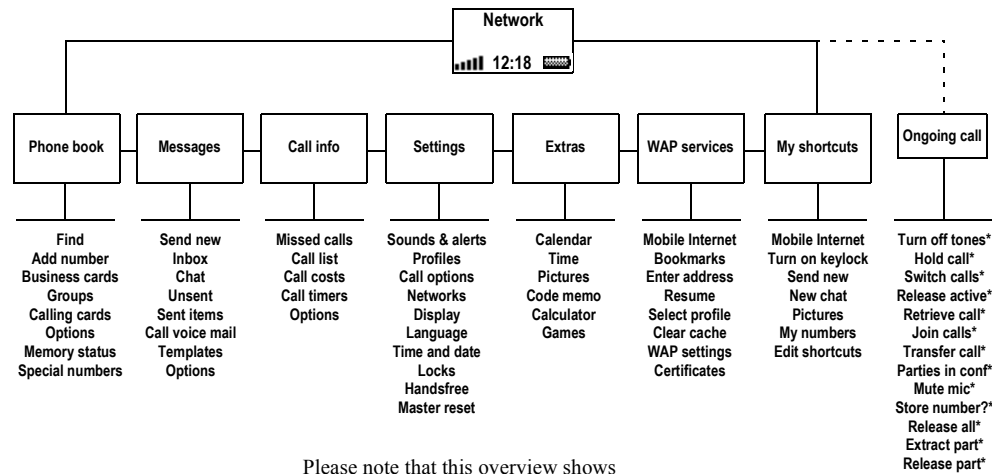 Network
12:18
Phone book
Messages
Call info
Settings
Extras
WAP services
My shortcuts
Ongoing call
Find
Add number
Business cards
Groups
Calling cards
Options
Memory status
Special numbers
Send new
Inbox
Chat
Unsent
Sent items
Call voice mail
Templates
Options
Missed calls
Call list
Call costs
Call timers
Options
Sounds & alerts
Profiles
Call options
Networks
Display
Language
Time and date
Locks
Handsfree
Master reset
Calendar
Time
Pictures
Code memo
Calculator
Games
Mobile Internet
Bookmarks
Enter address
Resume
Select profile
Clear cache
WAP settings
Certificates
Mobile Internet
Turn on keylock
Send new
New chat
Pictures
My numbers
Edit shortcuts
Turn off tones*
Hold call*
Switch calls*
Release active*
Retrieve call*
Join calls*
Transfer call*
Parties in conf*
Mute mic*
Store number?*
Release all*
Extract part*
Release part*
Please note that this overview shows